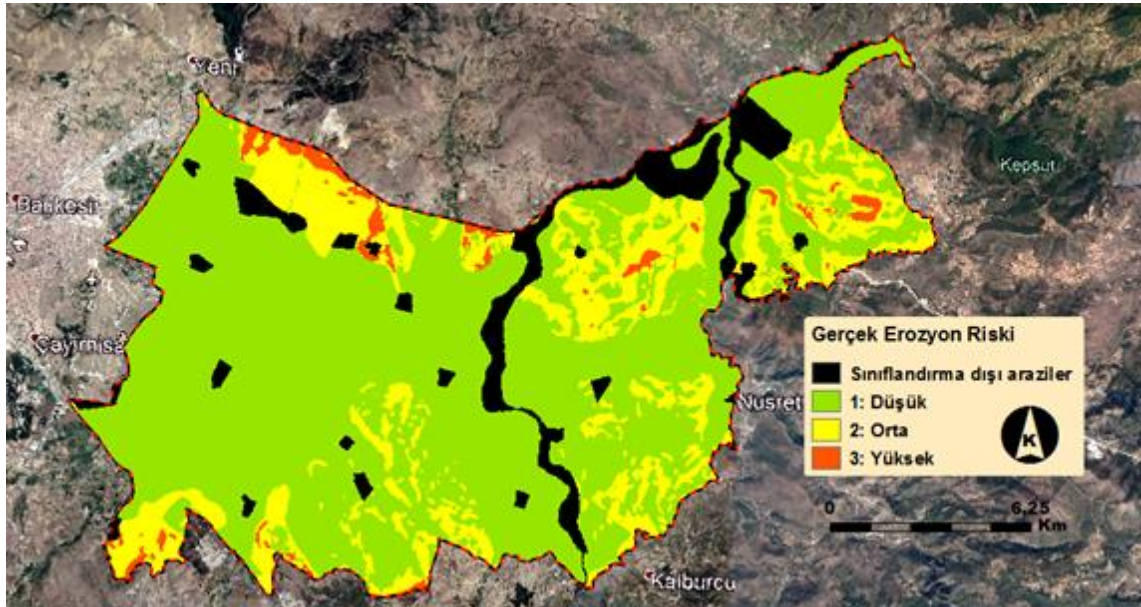 Yeni
Balıkesir
Kepsut
Çayırhisa
Gerçek Erozyon Riski
Sınıflandırma dışı araziler
1: Düşük
2: Orta
3: Yüksek
K
Nusret
0 6,25
Km
Kalburcu